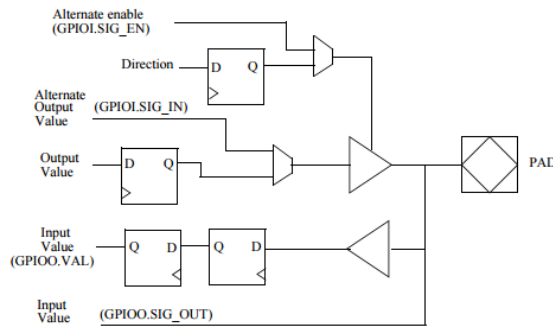 Alternate enable
(GPIOI.SIG_EN)
Direction
D Q
Alternate
Output (GPIOI.SIG_IN)
Value
Output
Value
D Q
PAD
Input
Value
(GPIOO.VAL)
Q D
Q D
Input
Value (GPIOO.SIG_OUT)